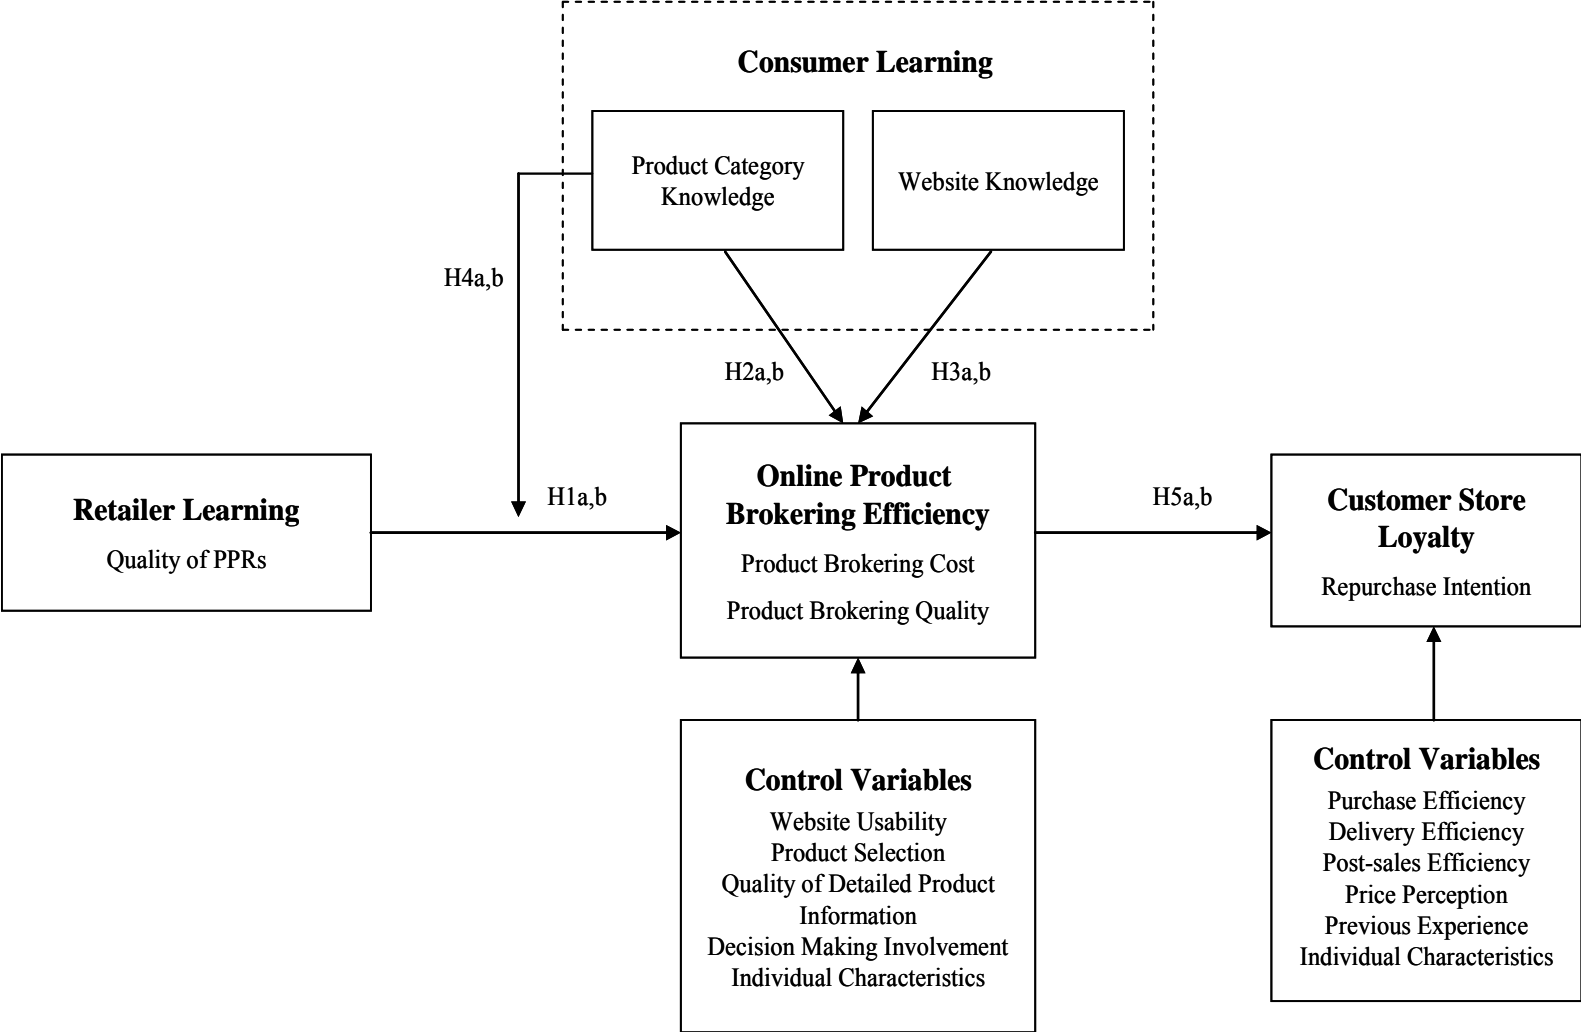 Consumer Learning
Product Category
Knowledge
Website Knowledge
H4a,b
H2a,b
H3a,b
Retailer Learning
Quality of PPRs
H1a,b
Online Product
Brokering Efficiency
Product Brokering Cost
Product Brokering Quality
H5a,b
Customer Store
Loyalty
Repurchase Intention
Control Variables
Website Usability
Product Selection
Quality of Detailed Product
Information
Decision Making Involvement
Individual Characteristics
Control Variables
Purchase Efficiency
Delivery Efficiency
Post-sales Efficiency
Price Perception
Previous Experience
Individual Characteristics